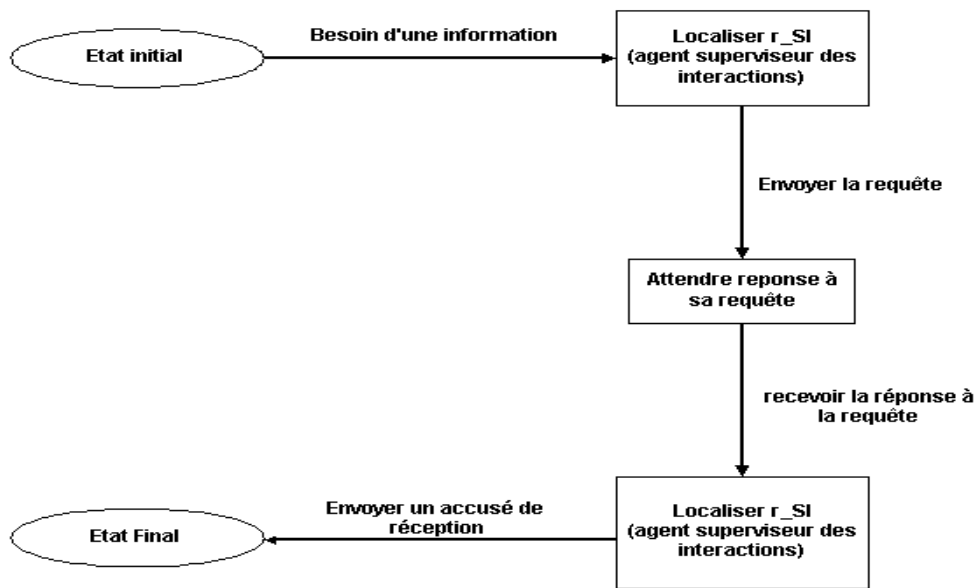 Etat initial
Besoin d'une information
Localiser r_SI
(agent superviseur des
interactions)
Envoyer la requête
Attendre reponse à
sa requête
recevoir la réponse à
la requête
Localiser r_SI
(agent superviseur des
interactions)
Envoyer un accusé de
réception
Etat Final